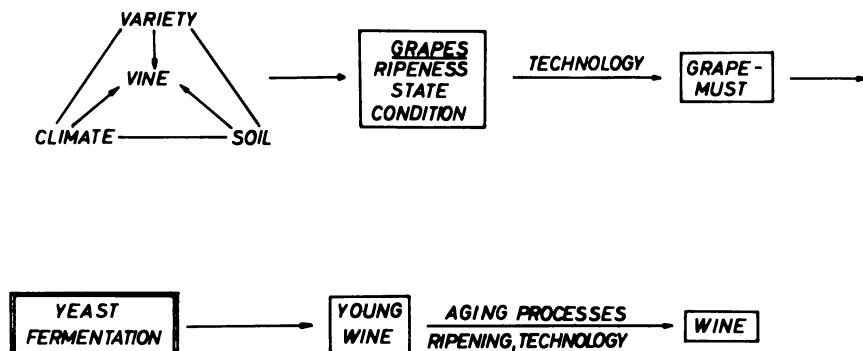 VARIETY
VINE
CLIMATE SOIL
GRAPES
RIPENESS
STATE
CONDITION
TECHNOLOGY
GRAPE-
MUST
YEAST
FERMENTATION
YOUNG
WINE
AGING PROCESSES
RIPENING, TECHNOLOGY
WINE